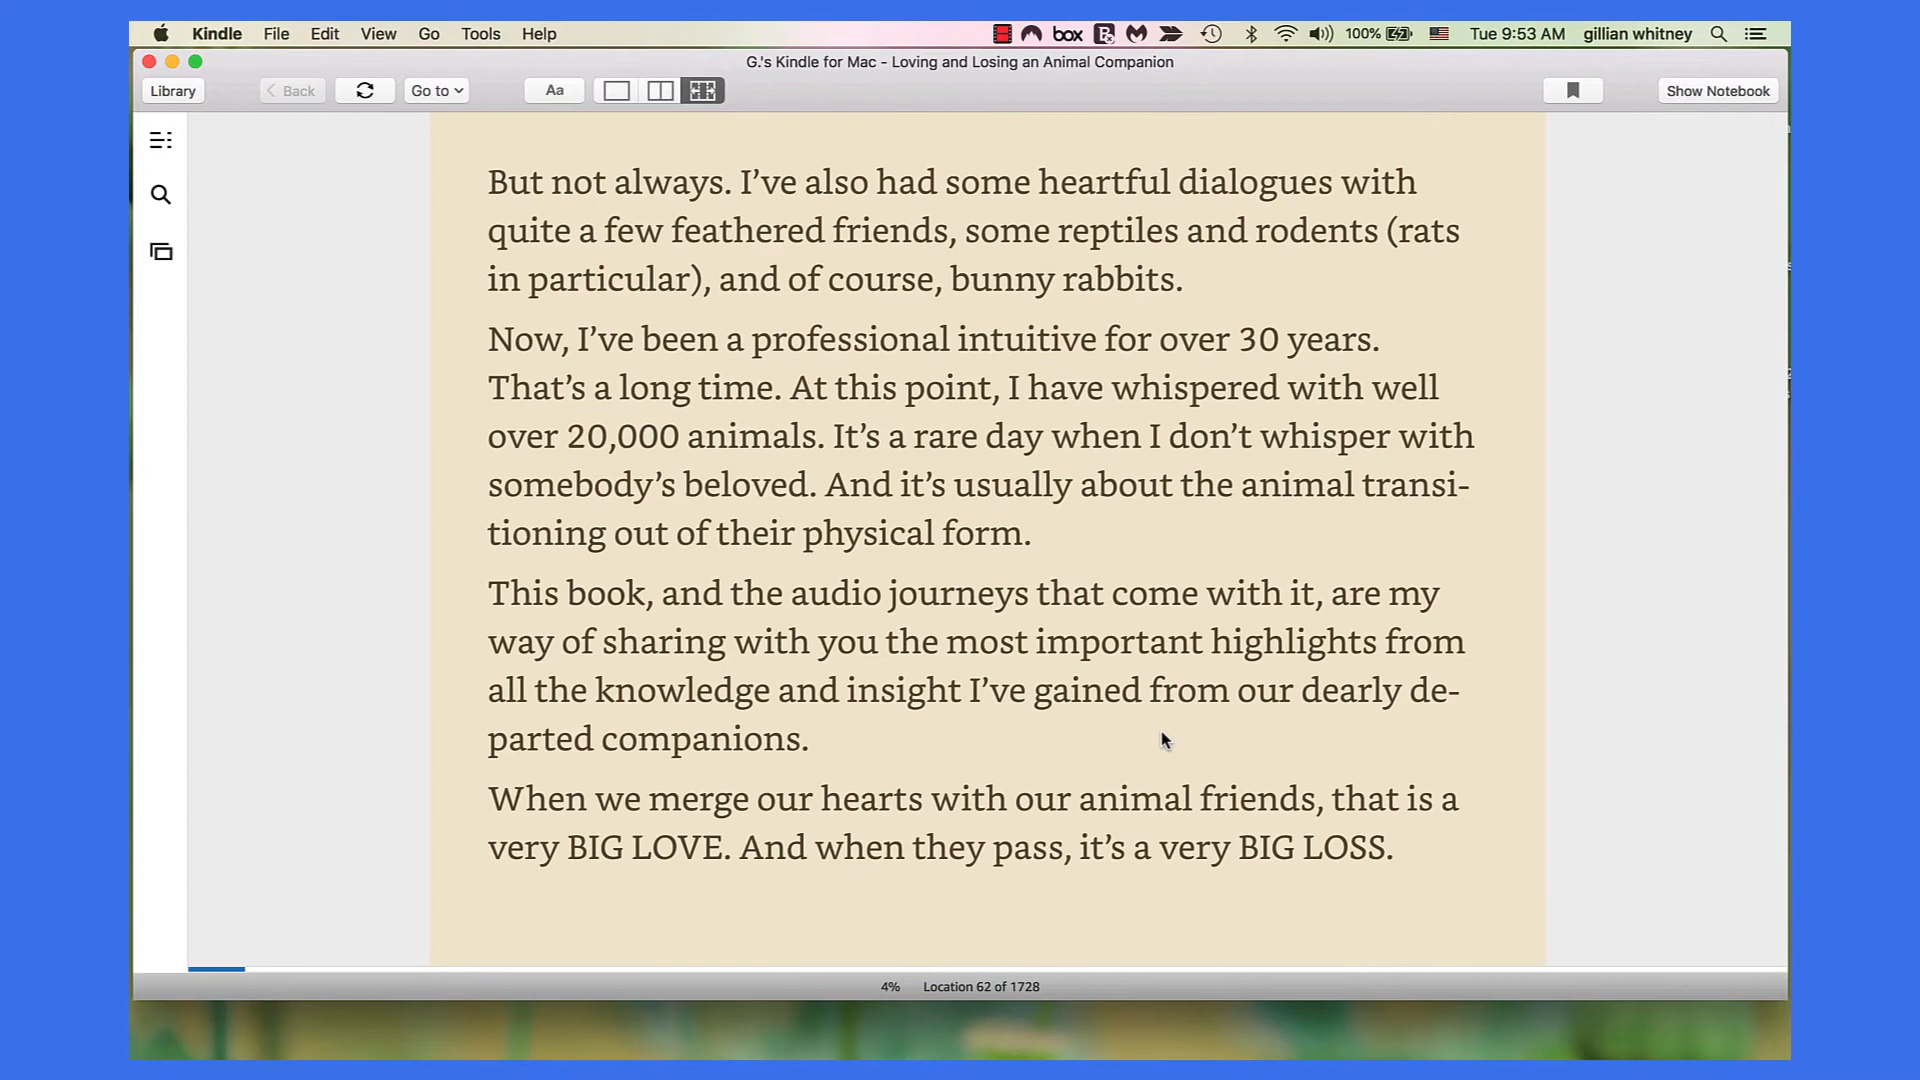 Kindle File Edit View Go Tools Help box 100% Tue 9:53 AM gillian whitney
G.'s Kindle for Mac - Loving and Losing an Animal Companion
Library Back Go to Aa Show Notebook
But not always. I’ve also had some heartful dialogues with
quite a few feathered friends, some reptiles and rodents (rats
in particular), and of course, bunny rabbits.
Now, I’ve been a professional intuitive for over 30 years.
That’s a long time. At this point, I have whispered with well
over 20,000 animals. It’s a rare day when I don’t whisper with
somebody’s beloved. And it’s usually about the animal transi-
tioning out of their physical form.
This book, and the audio journeys that come with it, are my
way of sharing with you the most important highlights from
all the knowledge and insight I’ve gained from our dearly de-
parted companions.
When we merge our hearts with our animal friends, that is a
very BIG LOVE. And when they pass, it’s a very BIG LOSS.
4% Location 62 of 1728